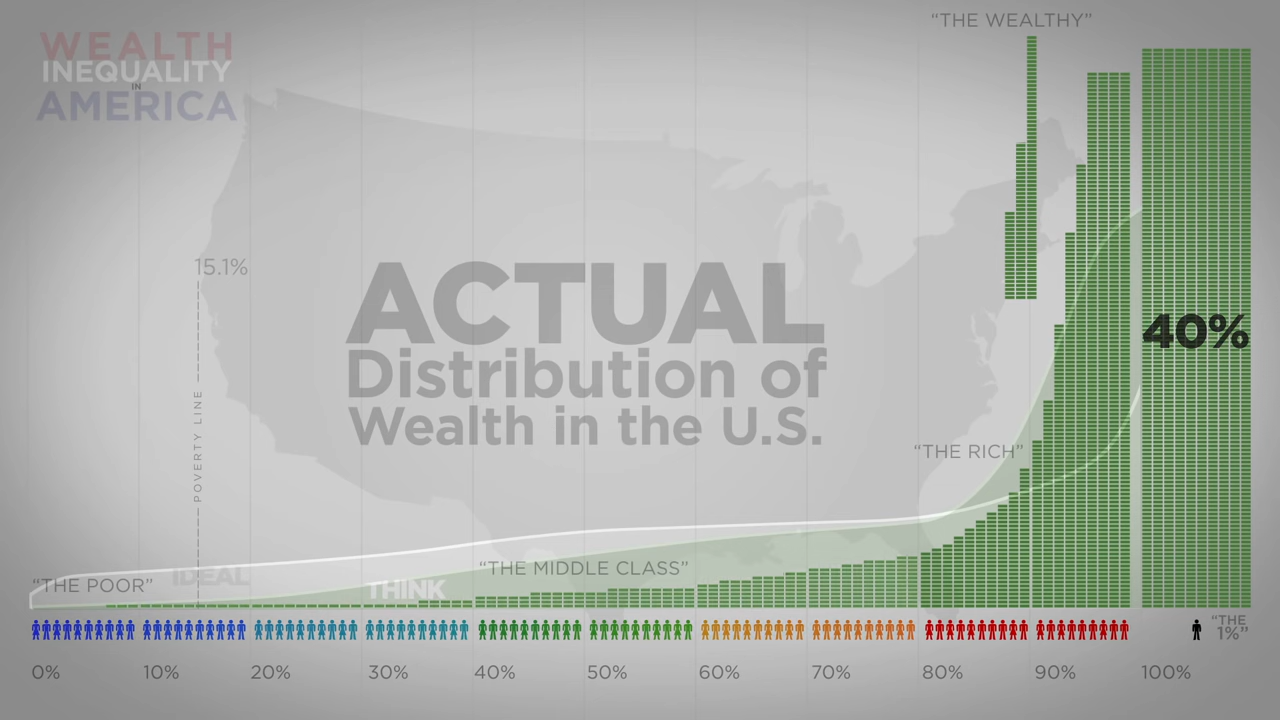 “THE WEALTHY”
WEALTH
INEQUALITY
IN
AMERICA
15.1%
POVERTY LINE
ACTUAL
Distribution of
Wealth in the U.S.
40%
“THE RICH”
“THE POOR”
IDEAL
THINK
“THE MIDDLE CLASS”
“THE
1%”
0% 10% 20% 30% 40% 50% 60% 70% 80% 90% 100%